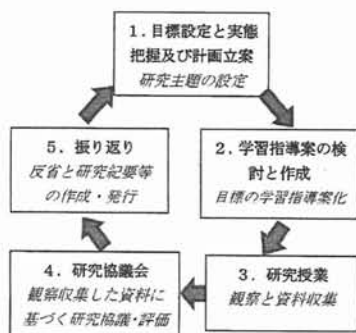 1．目標設定と実態
把握及び計画立案
研究主題の設定
2．学習指導案の検
討と作成
目標の学習指導案化
3．研究授業
観察と資料収集
4．研究協議会
観察収集した資料に
基づく研究協議・評価
5．振り返り
反省と研究紀要等
の作成・発行